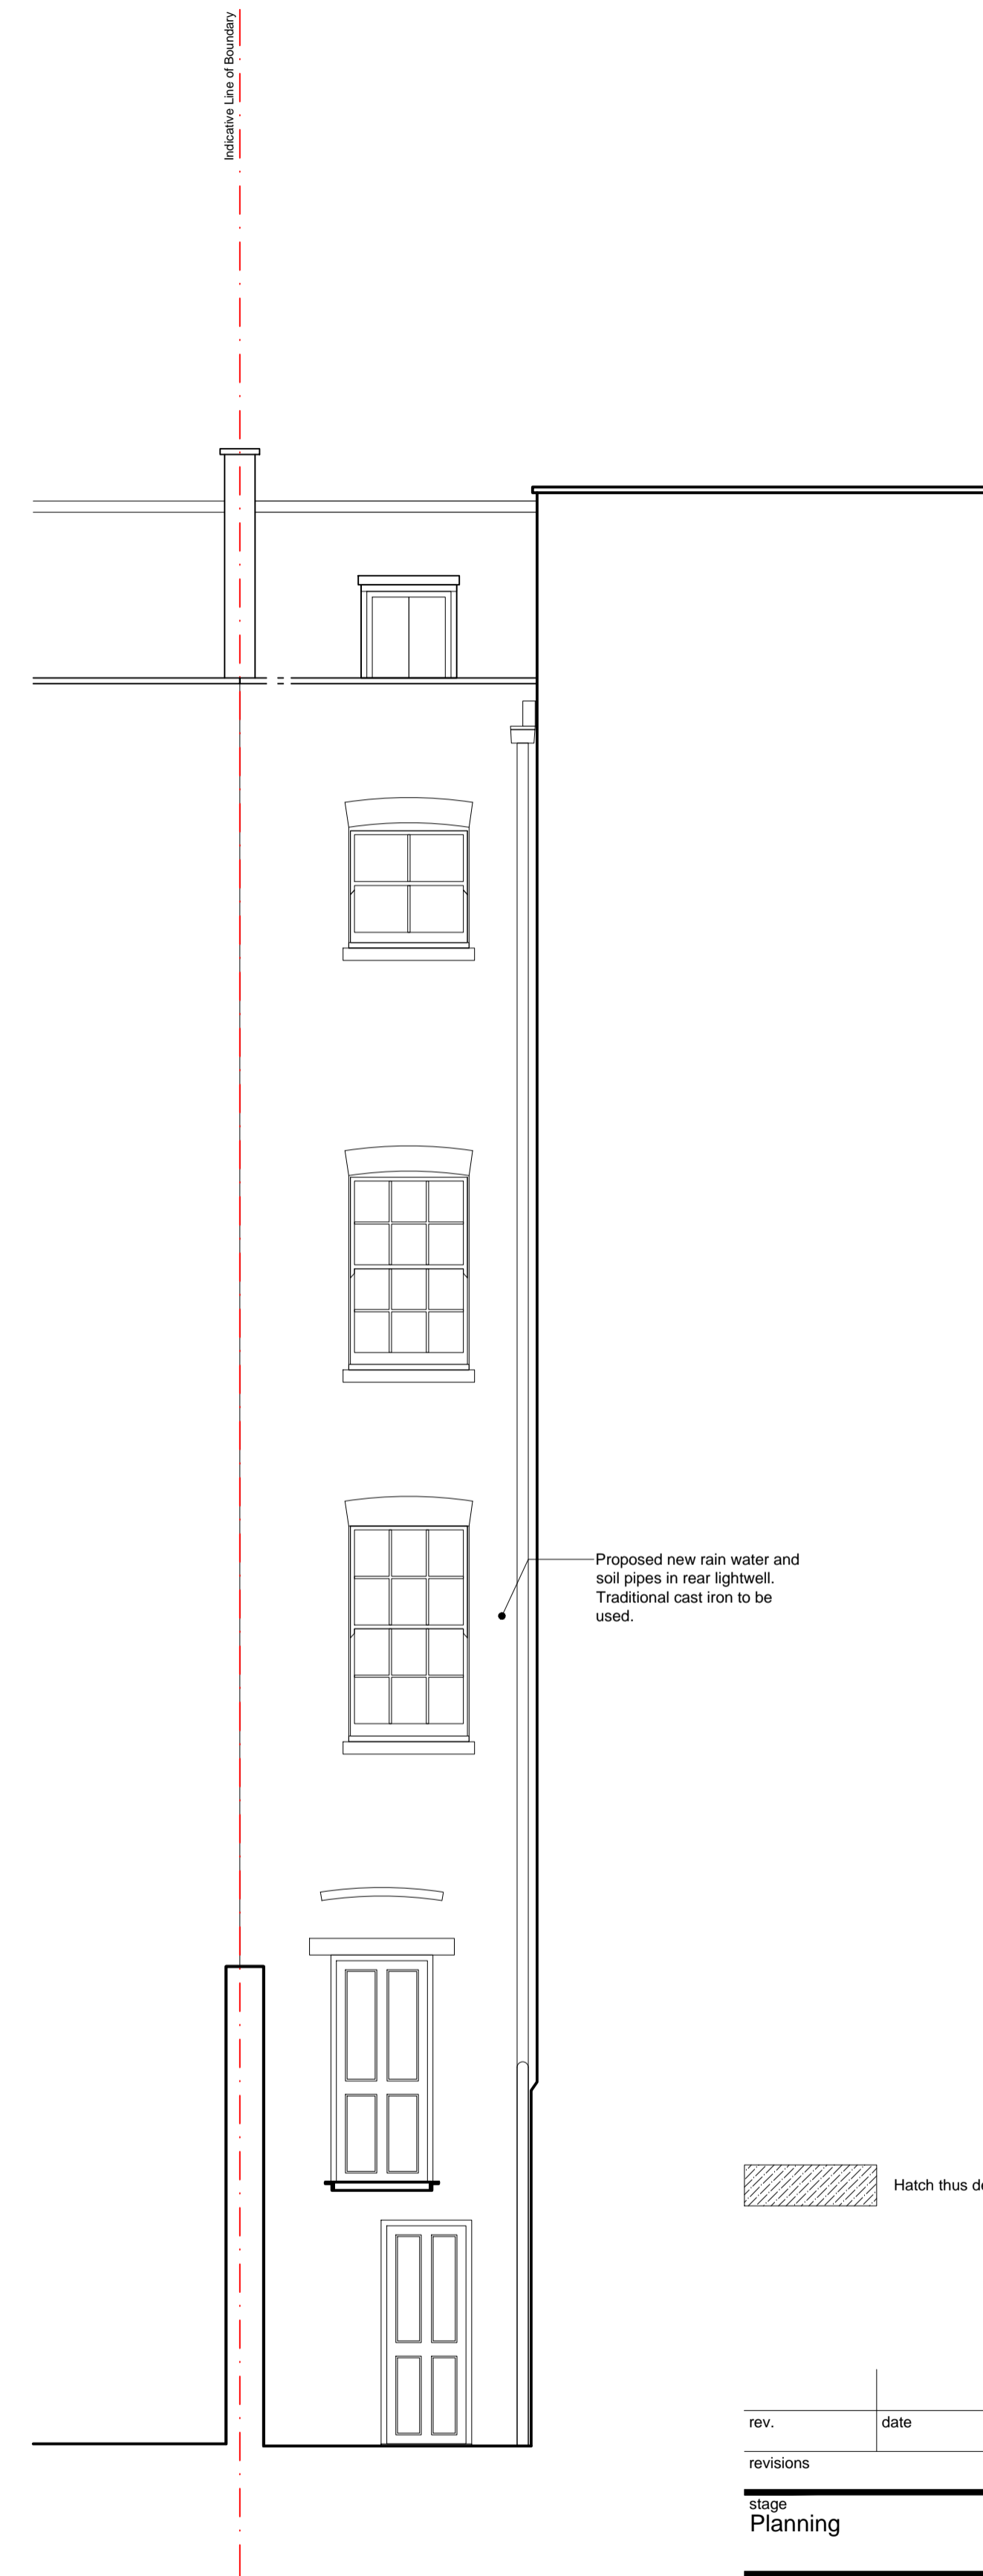 Indicative Line of Boundary
Proposed new rain water and
soil pipes in rear lightwell.
Traditional cast iron to be
used.
Hatch thus
rev.
date
revisions
stage
Planning